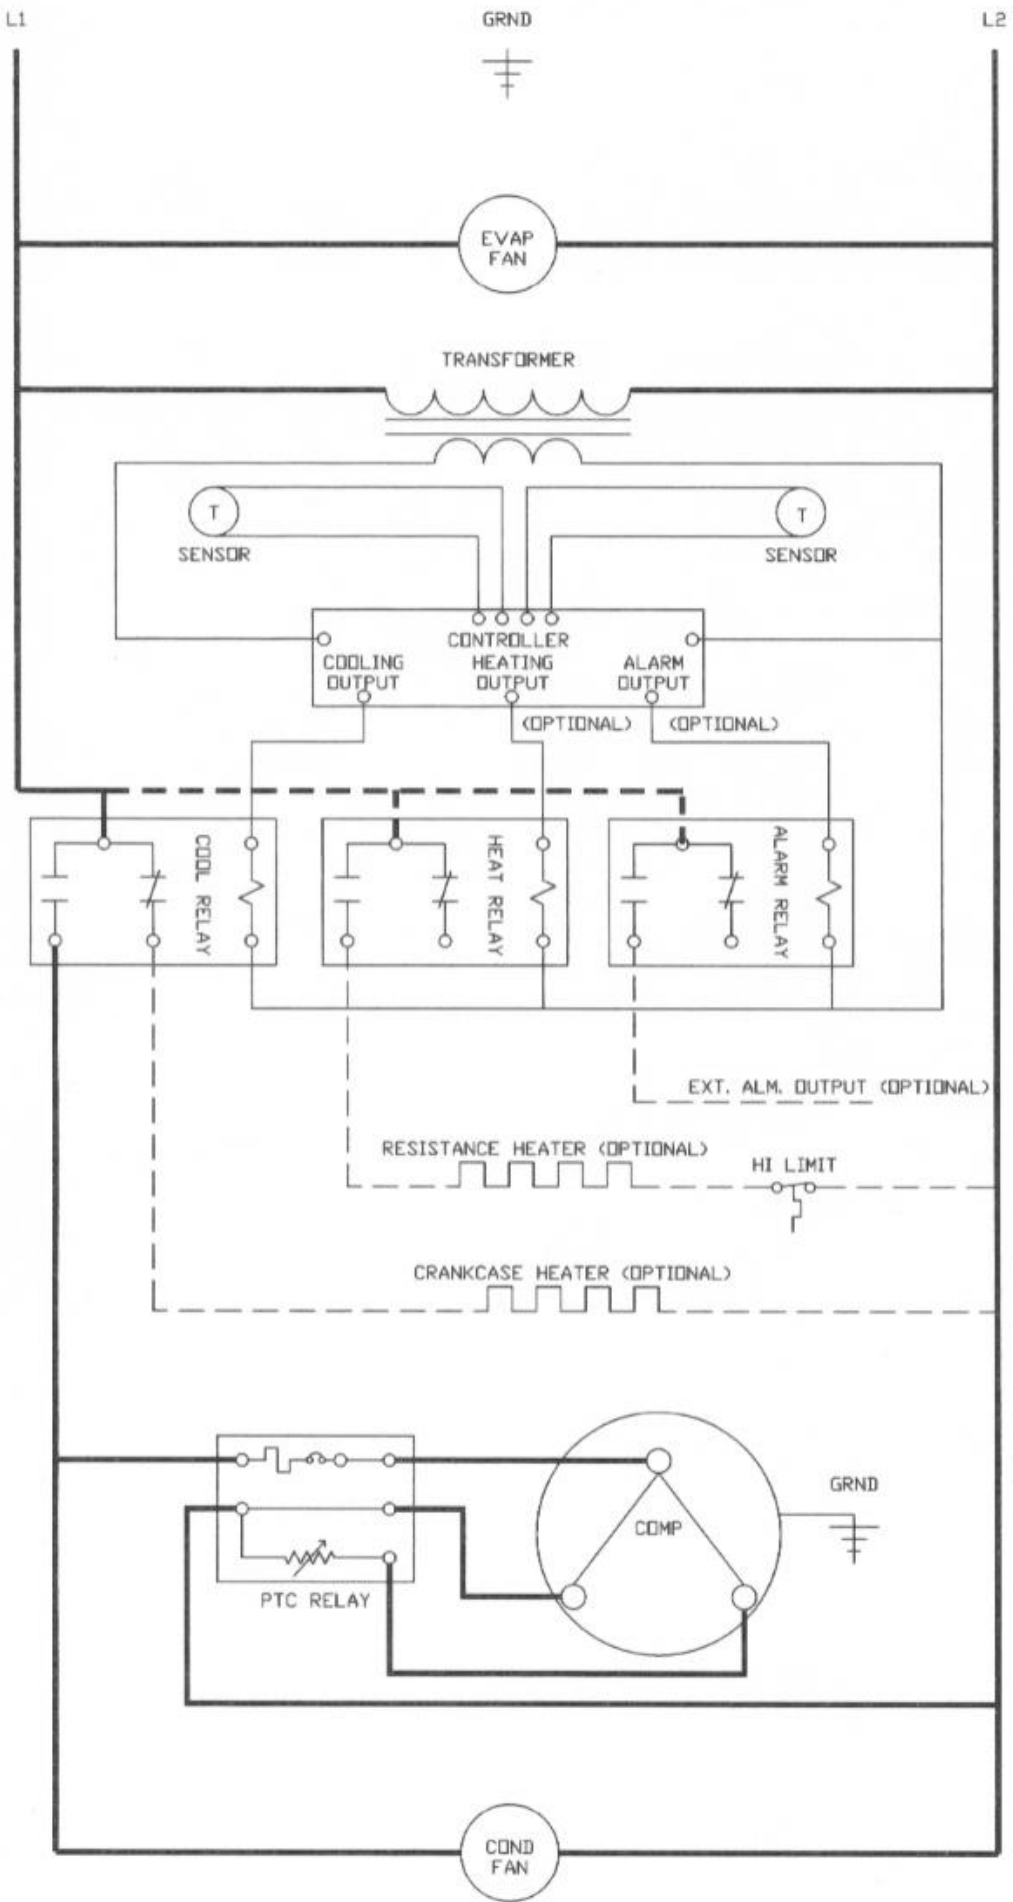 L1
GRND
L2
EVAP
FAN
TRANSFORMER
T
SENSOR
T
SENSOR
CONTROLLER
COOLING
OUTPUT
HEATING
OUTPUT
ALARM
OUTPUT
(OPTIONAL)
(OPTIONAL)
COOL RELAY
HEAT RELAY
ALARM RELAY
EXT. ALM. OUTPUT (OPTIONAL)
RESISTANCE HEATER (OPTIONAL)
HI LIMIT
CRANKCASE HEATER (OPTIONAL)
GRND
COMP
PTC RELAY
COND
FAN